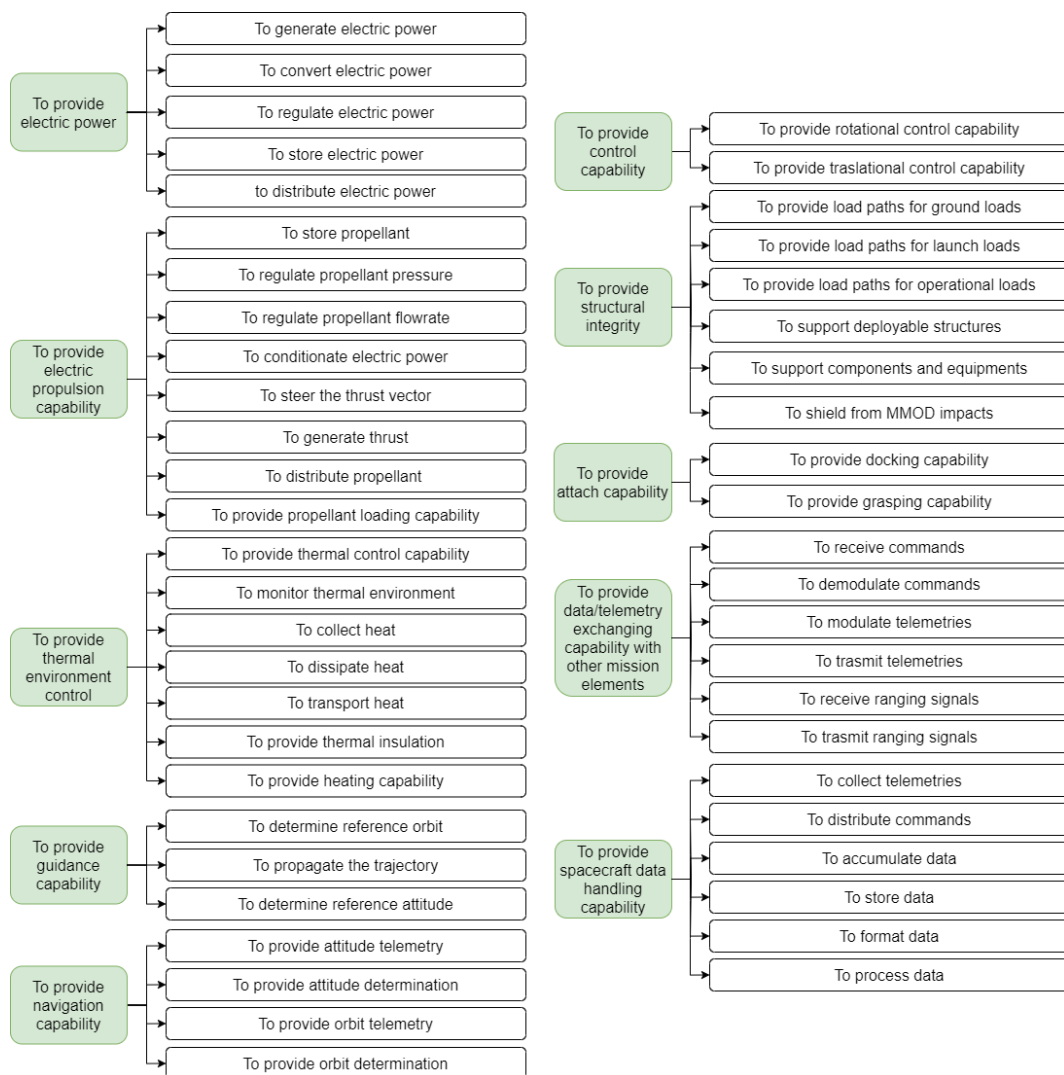 To provide
electric power
To generate electric power
To convert electric power
To regulate electric power
To store electric power
to distribute electric power
To provide
electric
propulsion
capability
To store propellant
To regulate propellant pressure
To regulate propellant flowrate
To conditionate electric power
To steer the thrust vector
To generate thrust
To distribute propellant
To provide propellant loading capability
To provide
thermal
environment
control
To provide thermal control capability
To monitor thermal environment
To collect heat
To dissipate heat
To transport heat
To provide thermal insulation
To provide heating capability
To provide
guidance
capability
To determine reference orbit
To propagate the trajectory
To determine reference attitude
To provide
navigation
capability
To provide attitude telemetry
To provide attitude determination
To provide orbit telemetry
To provide orbit determination
To provide
control
capability
To provide rotational control capability
To provide traslational control capability
To provide
structural
integrity
To provide load paths for ground loads
To provide load paths for launch loads
To provide load paths for operational loads
To support deployable structures
To support components and equipments
To shield from MMOD impacts
To provide
attach capability
To provide docking capability
To provide grasping capability
To provide
data/telemetry
exchanging
capability with
other mission
elements
To receive commands
To demodulate commands
To modulate telemetries
To trasmit telemetries
To receive ranging signals
To trasmit ranging signals
To provide
spacecraft data
handling
capability
To collect telemetries
To distribute commands
To accumulate data
To store data
To format data
To process data